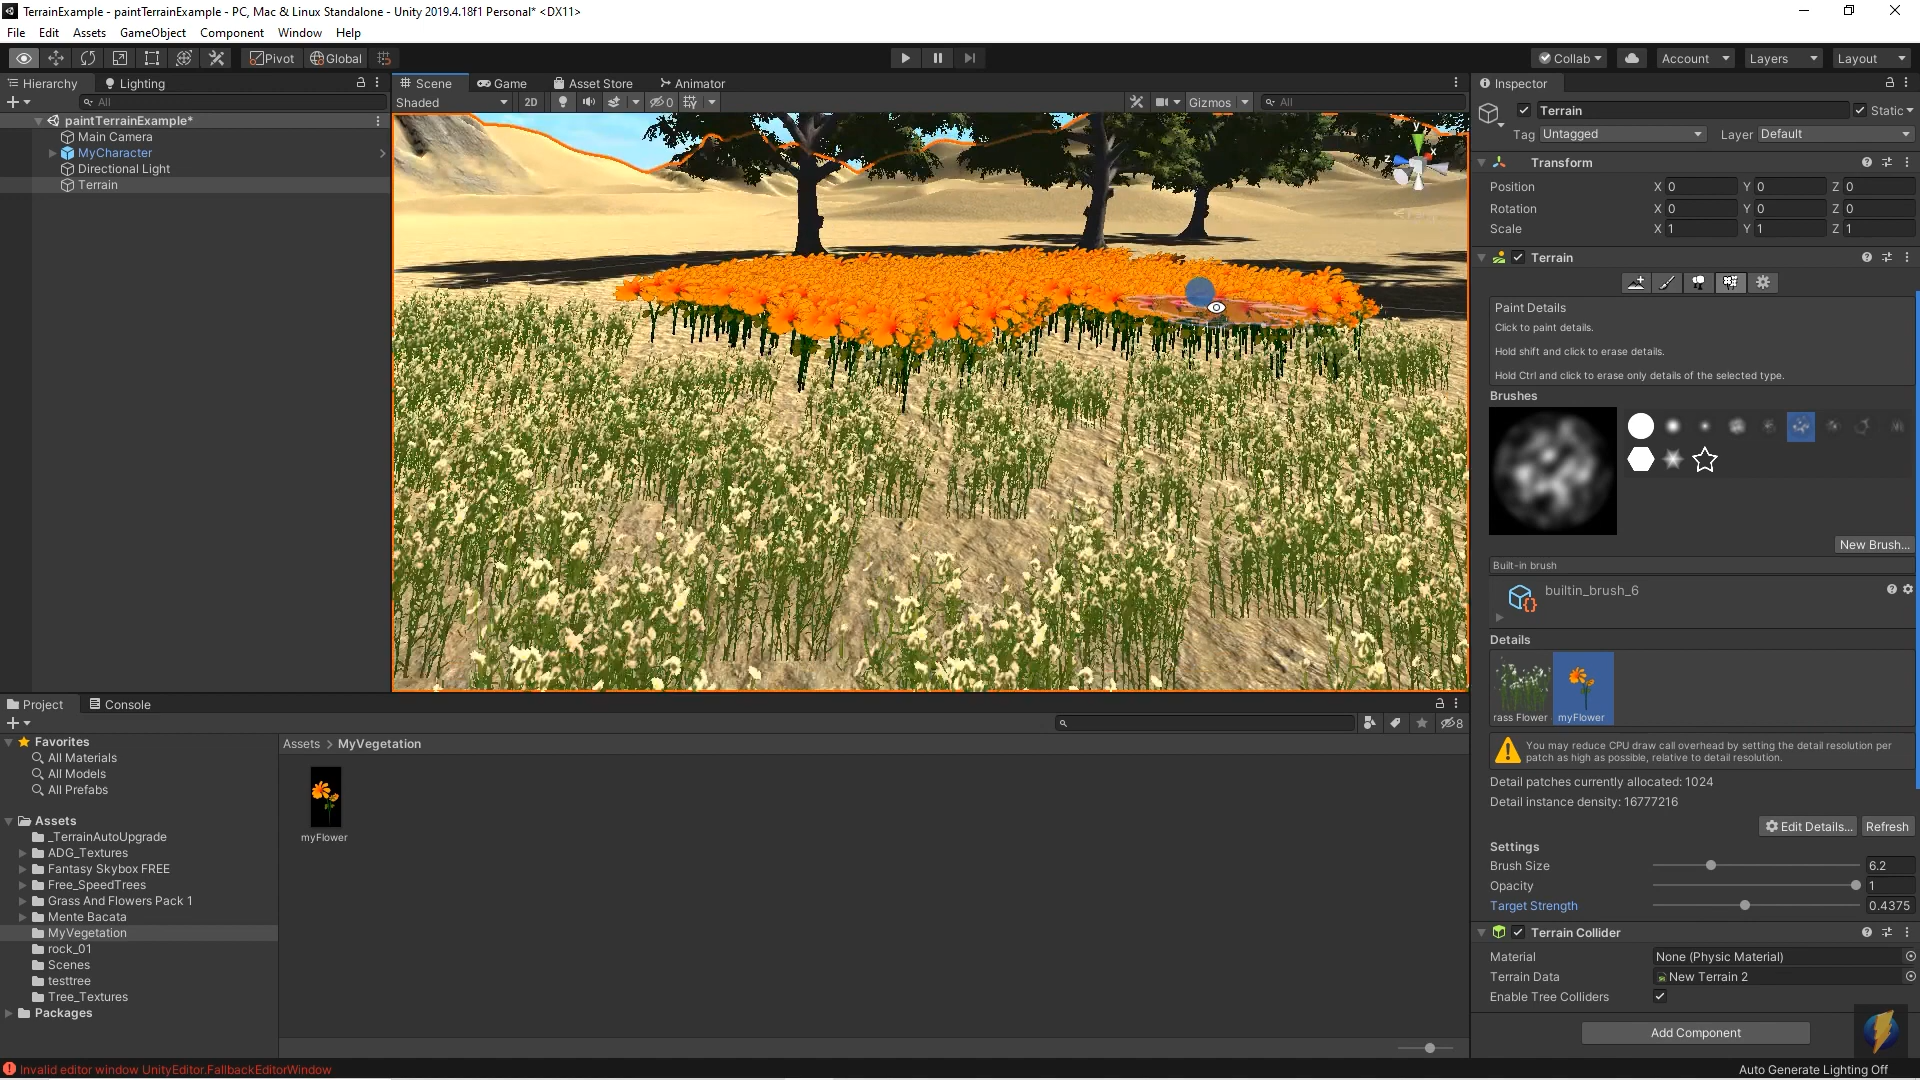 TerrainExample - paintTerrainExample - PC, Mac & Linux Standalone - Unity 2019.4.18f1 Personal* <DX11>
File Edit Assets GameObject Component Window Help
Pivot Global Collab Account Layers Layout
Hierarchy Lighting
All
paintTerrainExample*
Main Camera
MyCharacter
Directional Light
Terrain
Scene Game Asset Store Animator
Shaded 2D 0 Gizmos All
y
x
z
Inspector
Terrain Static
Tag Untagged Layer Default
Transform
Position X 0 Y 0 Z 0
Rotation X 0 Y 0 Z 0
Scale X 1 Y 1 Z 1
Terrain
Paint Details
Click to paint details.
Hold shift and click to erase details.
Hold Ctrl and click to erase only details of the selected type.
Brushes
New Brush...
Built-in brush
builtin_brush_6
Details
rass Flower myFlower
You may reduce CPU draw call overhead by setting the detail resolution per
patch as high as possible, relative to detail resolution.
Detail patches currently allocated: 1024
Detail instance density: 16777216
Edit Details... Refresh
Settings
Brush Size 6.2
Opacity 1
Target Strength 0.4375
Terrain Collider
Material None (Physic Material)
Terrain Data New Terrain 2
Enable Tree Colliders
Add Component
Project Console
8
Favorites
All Materials
All Models
All Prefabs
Assets
_TerrainAutoUpgrade
ADG_Textures
Fantasy Skybox FREE
Free_SpeedTrees
Grass And Flowers Pack 1
Mente Bacata
MyVegetation
rock_01
Scenes
testtree
Tree_Textures
Packages
Assets > MyVegetation
myFlower
Invalid editor window UnityEditor.FallbackEditorWindow
Auto Generate Lighting Off